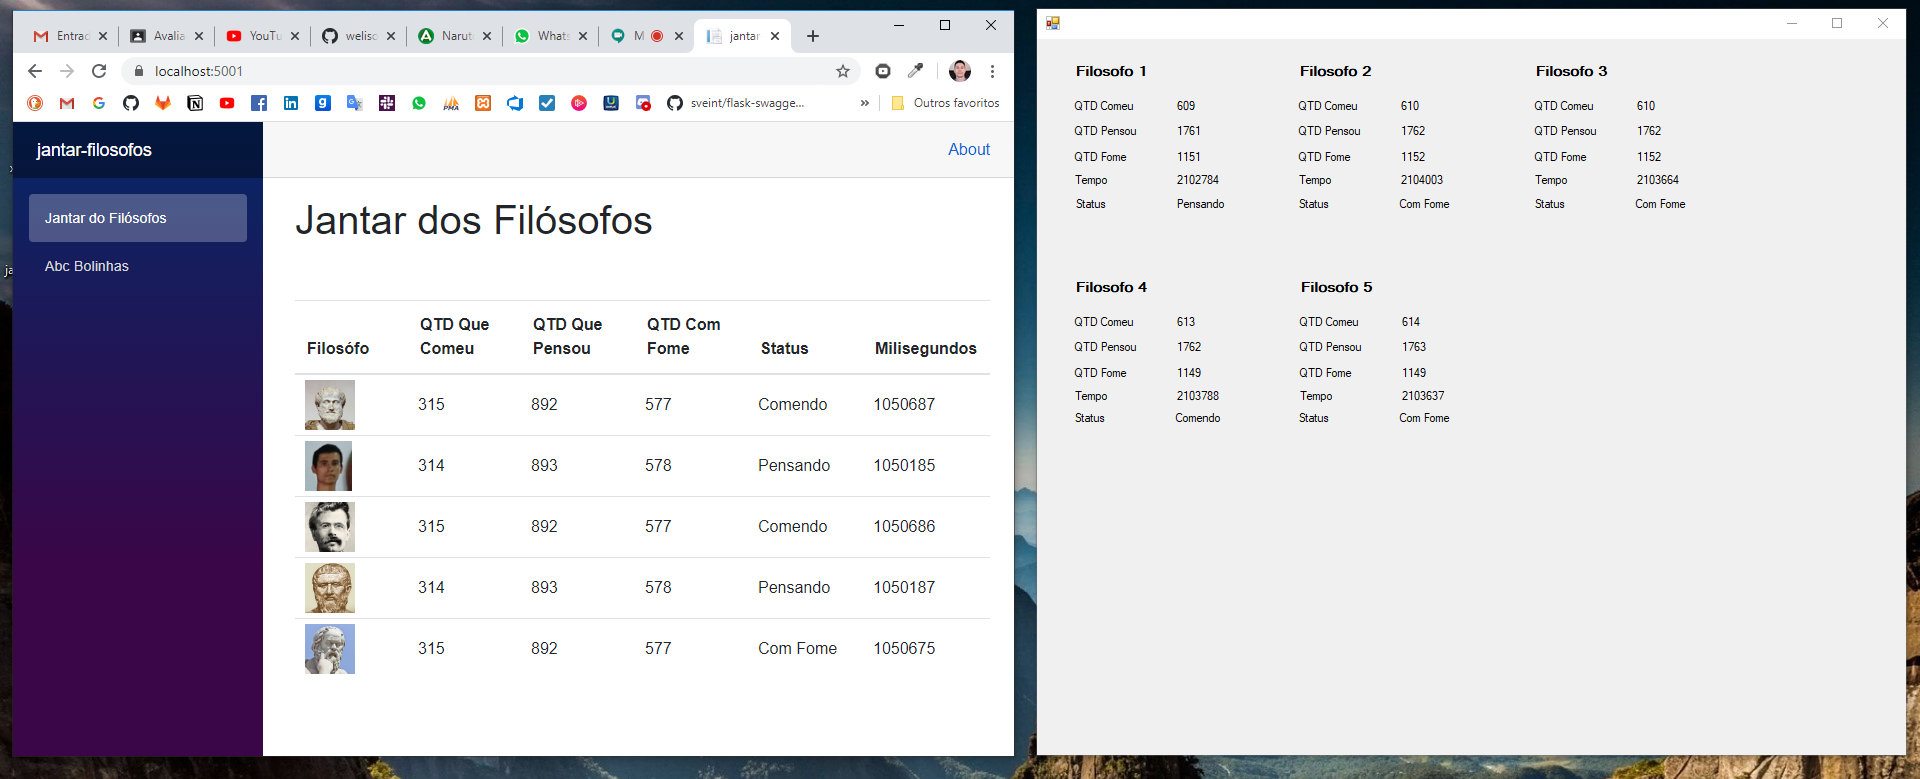 Entrad
Avalia
YouTu
welisc
Narut
Whats
M
jantar
localhost:5001
sveint/flask-swagge...
»
Outros favoritos
jantar-filosofos
About
Jantar do Filósofos
Abc Bolinhas
Jantar dos Filósofos
Filosófo QTD Que Comeu QTD Que Pensou QTD Com Fome Status Milisegundos
315 892 577 Comendo 1050687
314 893 578 Pensando 1050185
315 892 577 Comendo 1050686
314 893 578 Pensando 1050187
315 892 577 Com Fome 1050675
Filosofo 1
QTD Comeu 609
QTD Pensou 1761
QTD Fome 1151
Tempo 2102784
Status Pensando
Filosofo 2
QTD Comeu 610
QTD Pensou 1762
QTD Fome 1152
Tempo 2104003
Status Com Fome
Filosofo 3
QTD Comeu 610
QTD Pensou 1762
QTD Fome 1152
Tempo 2103664
Status Com Fome
Filosofo 4
QTD Comeu 613
QTD Pensou 1762
QTD Fome 1149
Tempo 2103788
Status Comendo
Filosofo 5
QTD Comeu 614
QTD Pensou 1763
QTD Fome 1149
Tempo 2103637
Status Com Fome